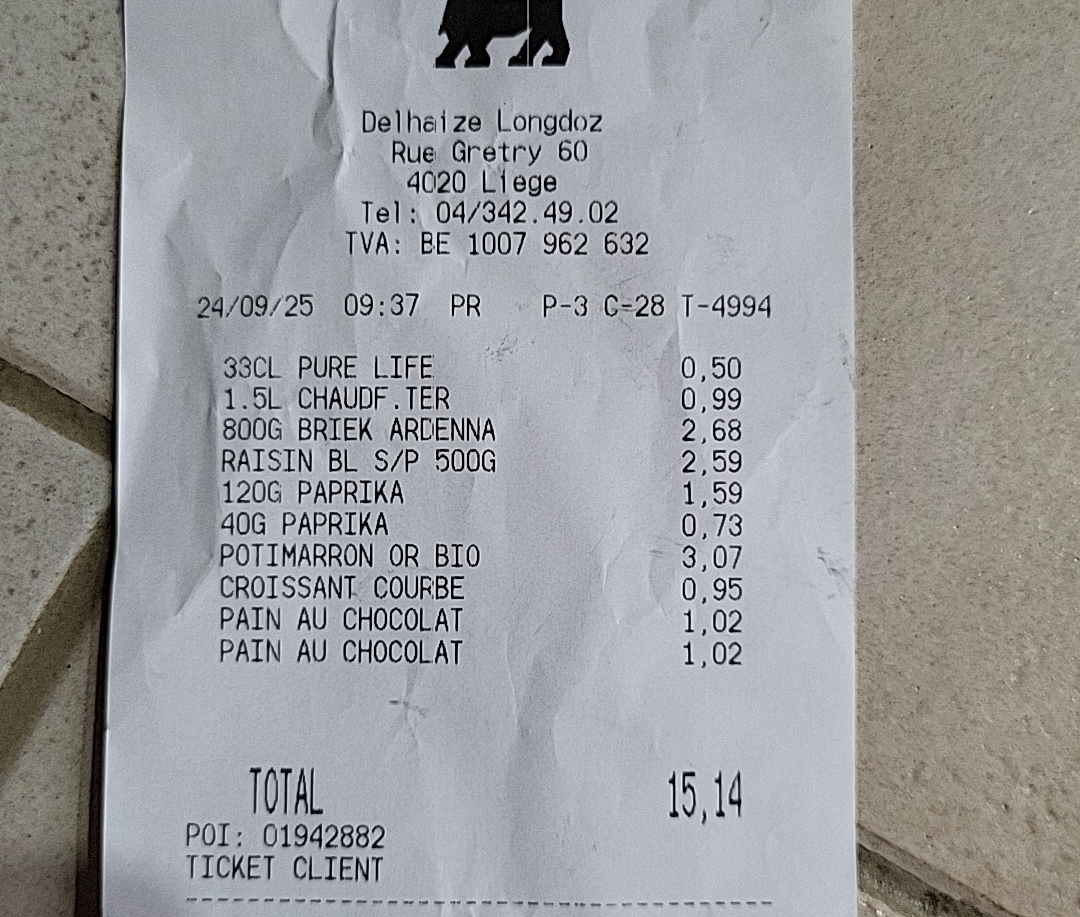 Delhaize Longdoz
Rue Gretry 60
4020 Liege
Tel: 04/342.49.02
TVA: BE 1007 962 632
24/09/25 09:37 PR P-3 C=28 T-4994
33CL PURE LIFE 0,50
1.5L CHAUDF.TER 0,99
800G BRIEK ARDENNA 2,68
RAISIN BL S/P 500G 2,59
120G PAPRIKA 1,59
40G PAPRIKA 0,73
POTIMARRON OR BIO 3,07
CROISSANT COURBE 0,95
PAIN AU CHOCOLAT 1,02
PAIN AU CHOCOLAT 1,02
TOTAL 15,14
POI: 01942882
TICKET CLIENT